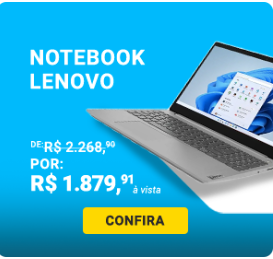 NOTEBOOK
LENOVO
DE: R$ 2.268,90
POR:
R$ 1.879,91 à vista
CONFIRA